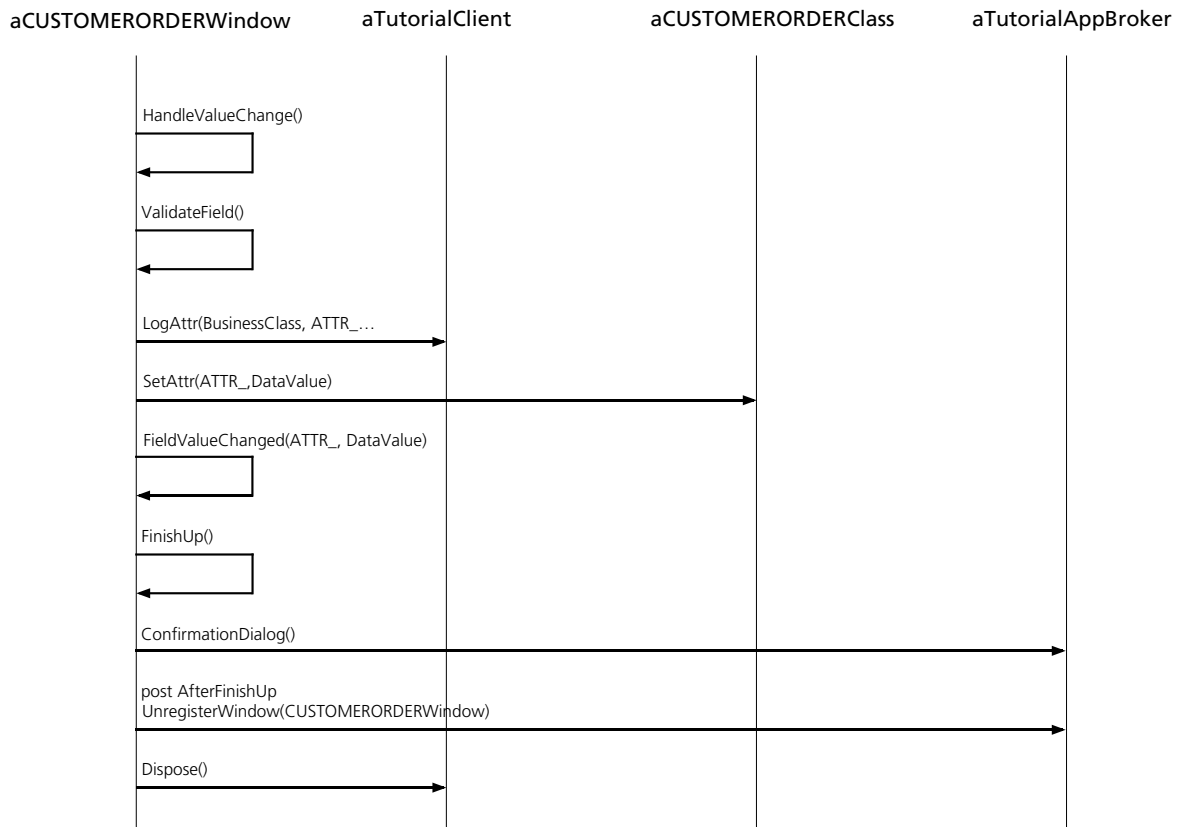 aCUSTOMERORDERWindow
aTutorialClient
aCUSTOMERORDERClass
aTutorialAppBroker
HandleValueChange()
ValidateField()
LogAttr(BusinessClass, ATTR_…
SetAttr(ATTR_,DataValue)
FieldValueChanged(ATTR_, DataValue)
FinishUp()
ConfirmationDialog()
post AfterFinishUp
UnregisterWindow(CUSTOMERORDERWindow)
Dispose()